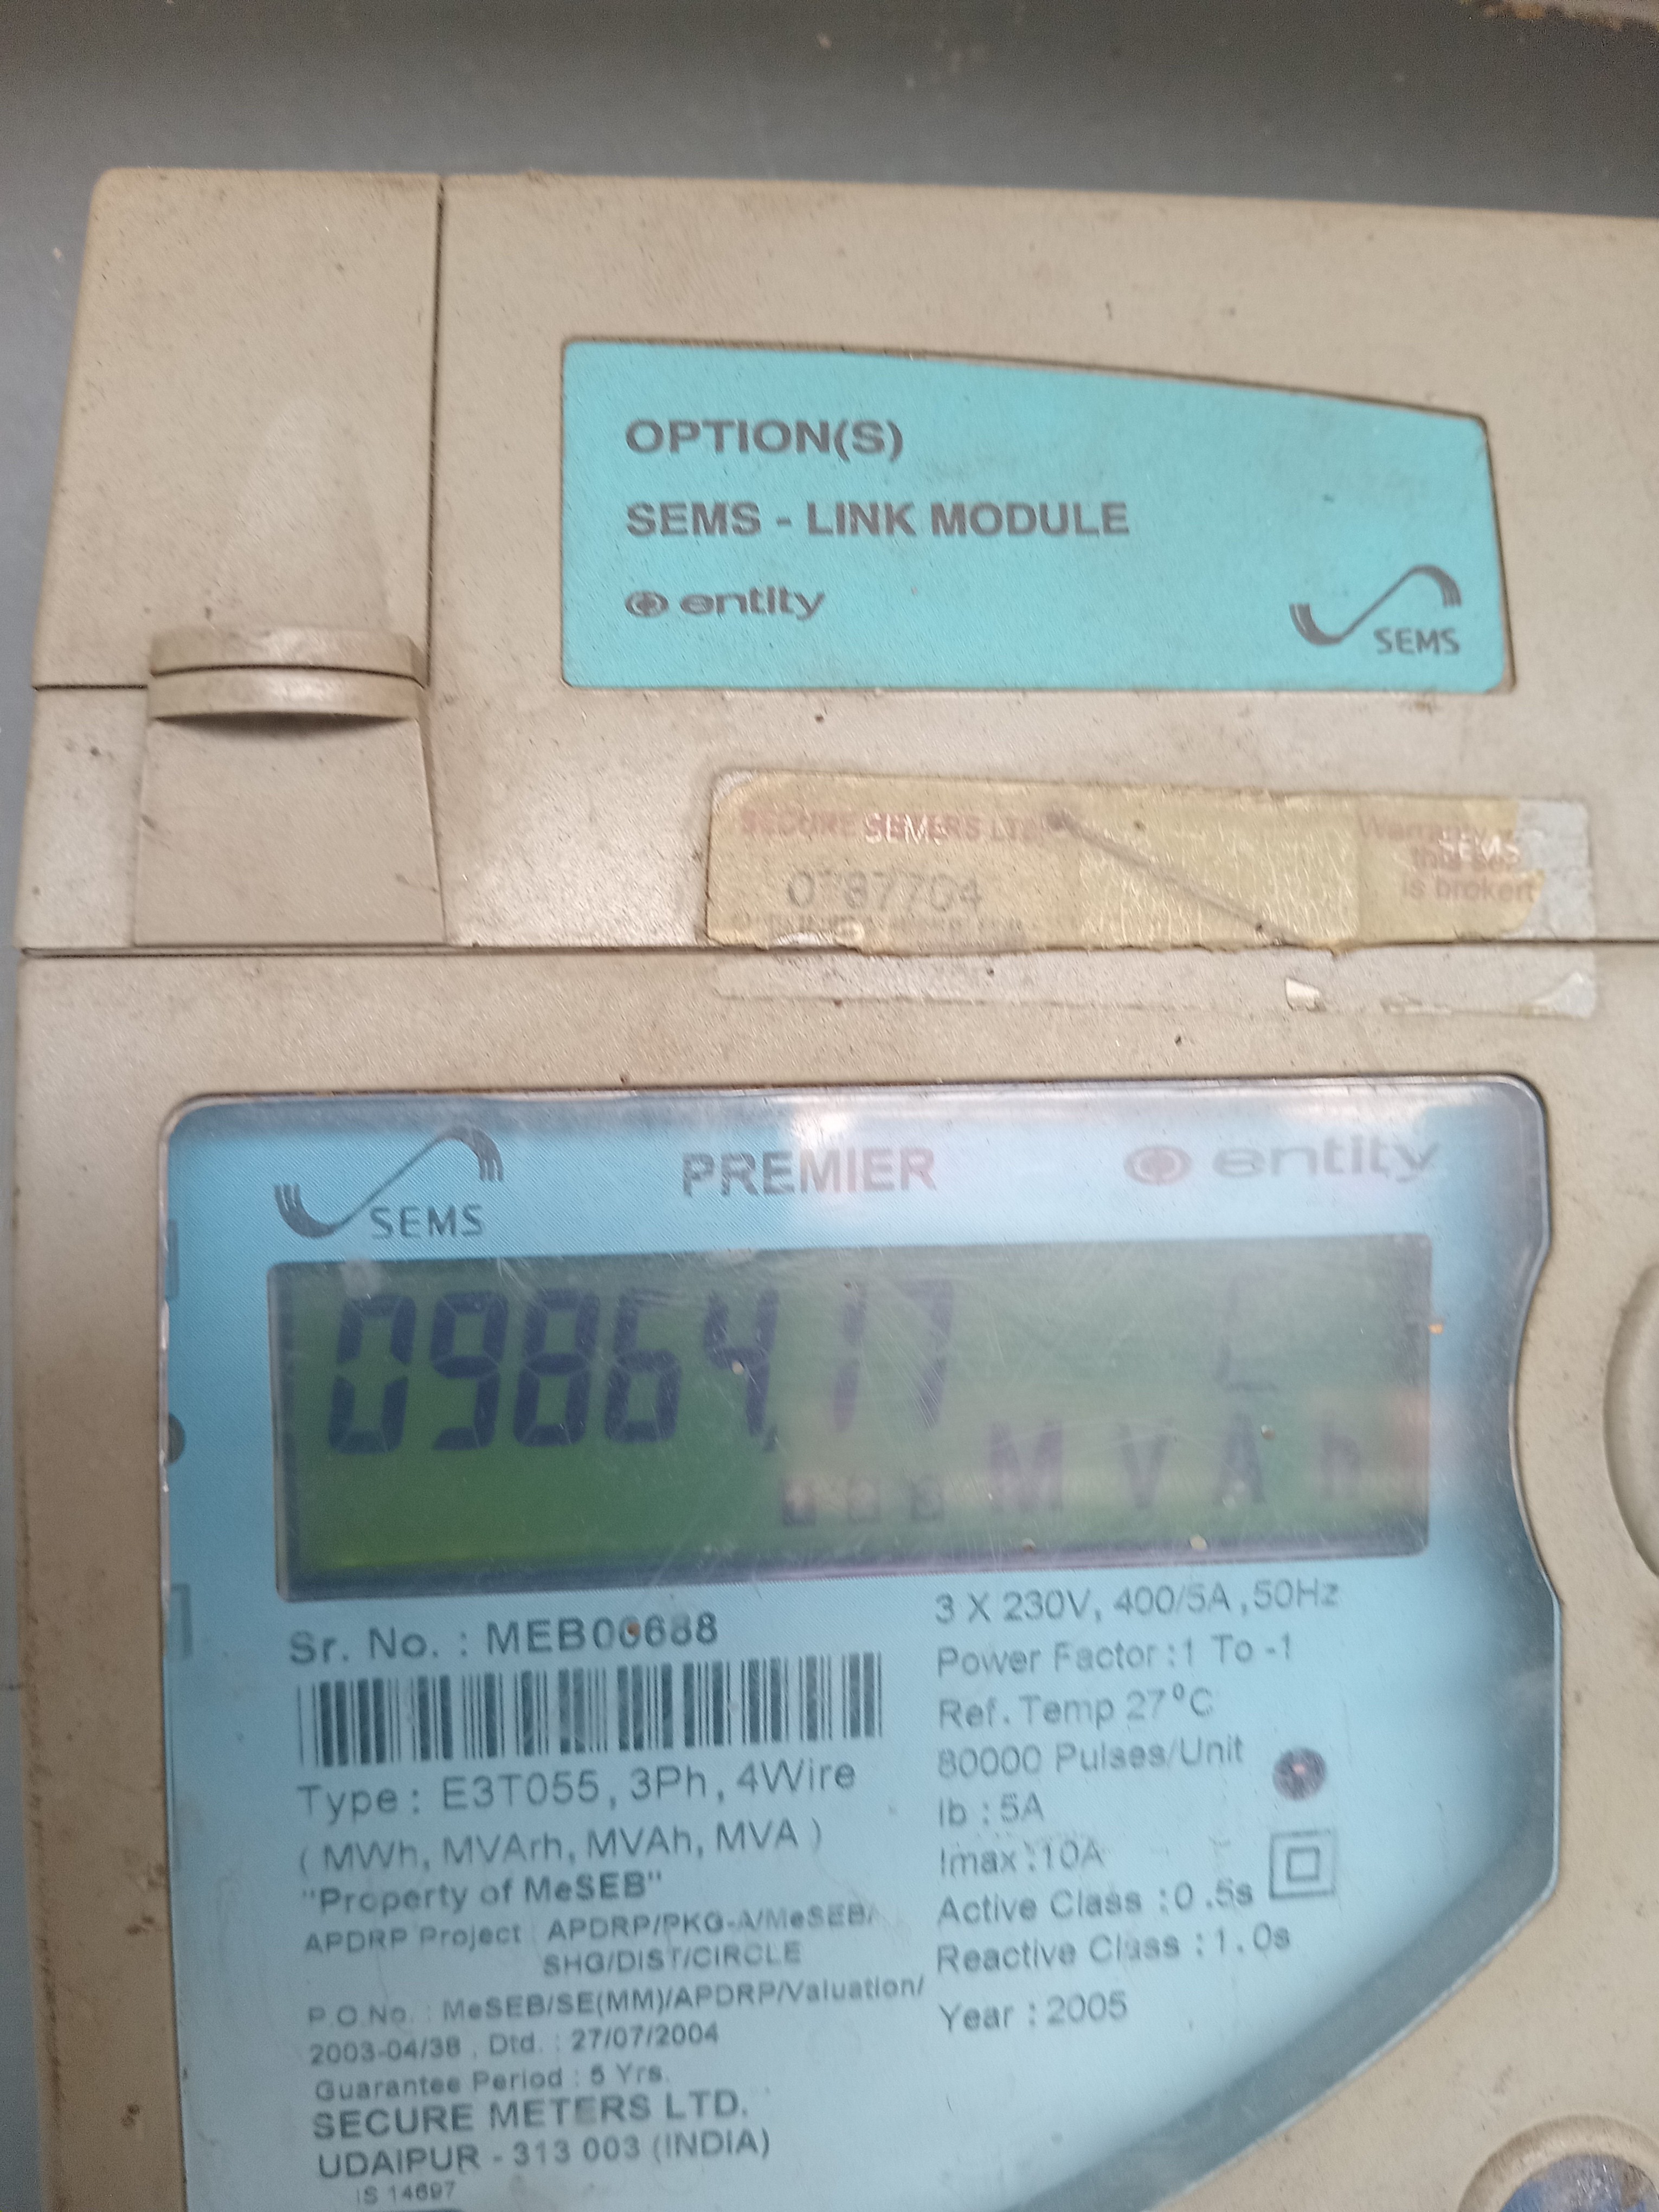 OPTION(S)
SEMS - LINK MODULE
entity
SEMS
SECURE
SEMS
LTD
Warranty
SEMS
is broken
0787704
SEMS
PREMIER
entity
09864.17
L
MVAh
Sr. No. : MEB00688
Type : E3T055, 3Ph, 4Wire
( MWh, MVArh, MVAh, MVA )
"Property of MeSEB"
APDRP Project APDRP/PKG-A/MeSEB/
SHG/DIST/CIRCLE
P.O.No. : MeSEB/SE(MM)/APDRP/Valuation/
2003-04/38 , Dtd. : 27/07/2004
Guarantee Period : 5 Yrs.
SECURE METERS LTD.
UDAIPUR - 313 003 (INDIA)
IS 14697
3 X 230V, 400/5A ,50Hz
Power Factor :1 To -1
Ref. Temp 27°C
80000 Pulses/Unit
Ib : 5A
Imax :10A
Active Class :0 .5s
Reactive Class : 1.0s
Year : 2005